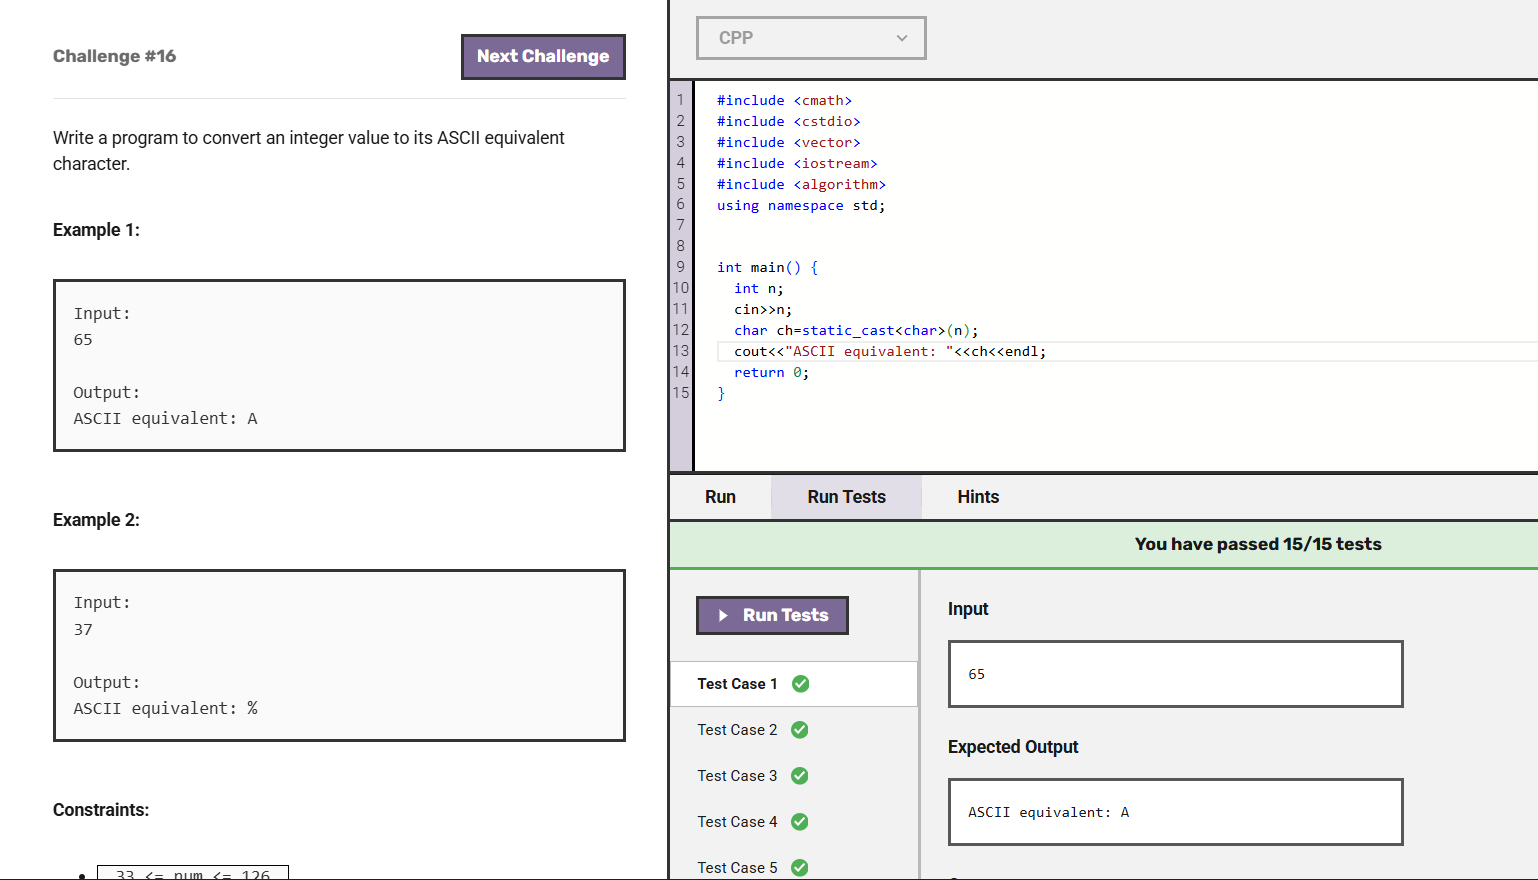 Challenge #16
Next Challenge
Write a program to convert an integer value to its ASCII equivalent
character.
Example 1:
Input:
65
Output:
ASCII equivalent: A
Example 2:
Input:
37
Output:
ASCII equivalent: %
Constraints:
33 <= num <= 126
CPP
1 #include <cmath>
2 #include <cstdio>
3 #include <vector>
4 #include <iostream>
5 #include <algorithm>
6 using namespace std;
7
8
9 int main() {
10 int n;
11 cin>>n;
12 char ch=static_cast<char>(n);
13 cout<<"ASCII equivalent: "<<ch<<endl;
14 return 0;
15 }
Run Run Tests Hints
You have passed 15/15 tests
Run Tests
Test Case 1
Test Case 2
Test Case 3
Test Case 4
Test Case 5
Input
65
Expected Output
ASCII equivalent: A